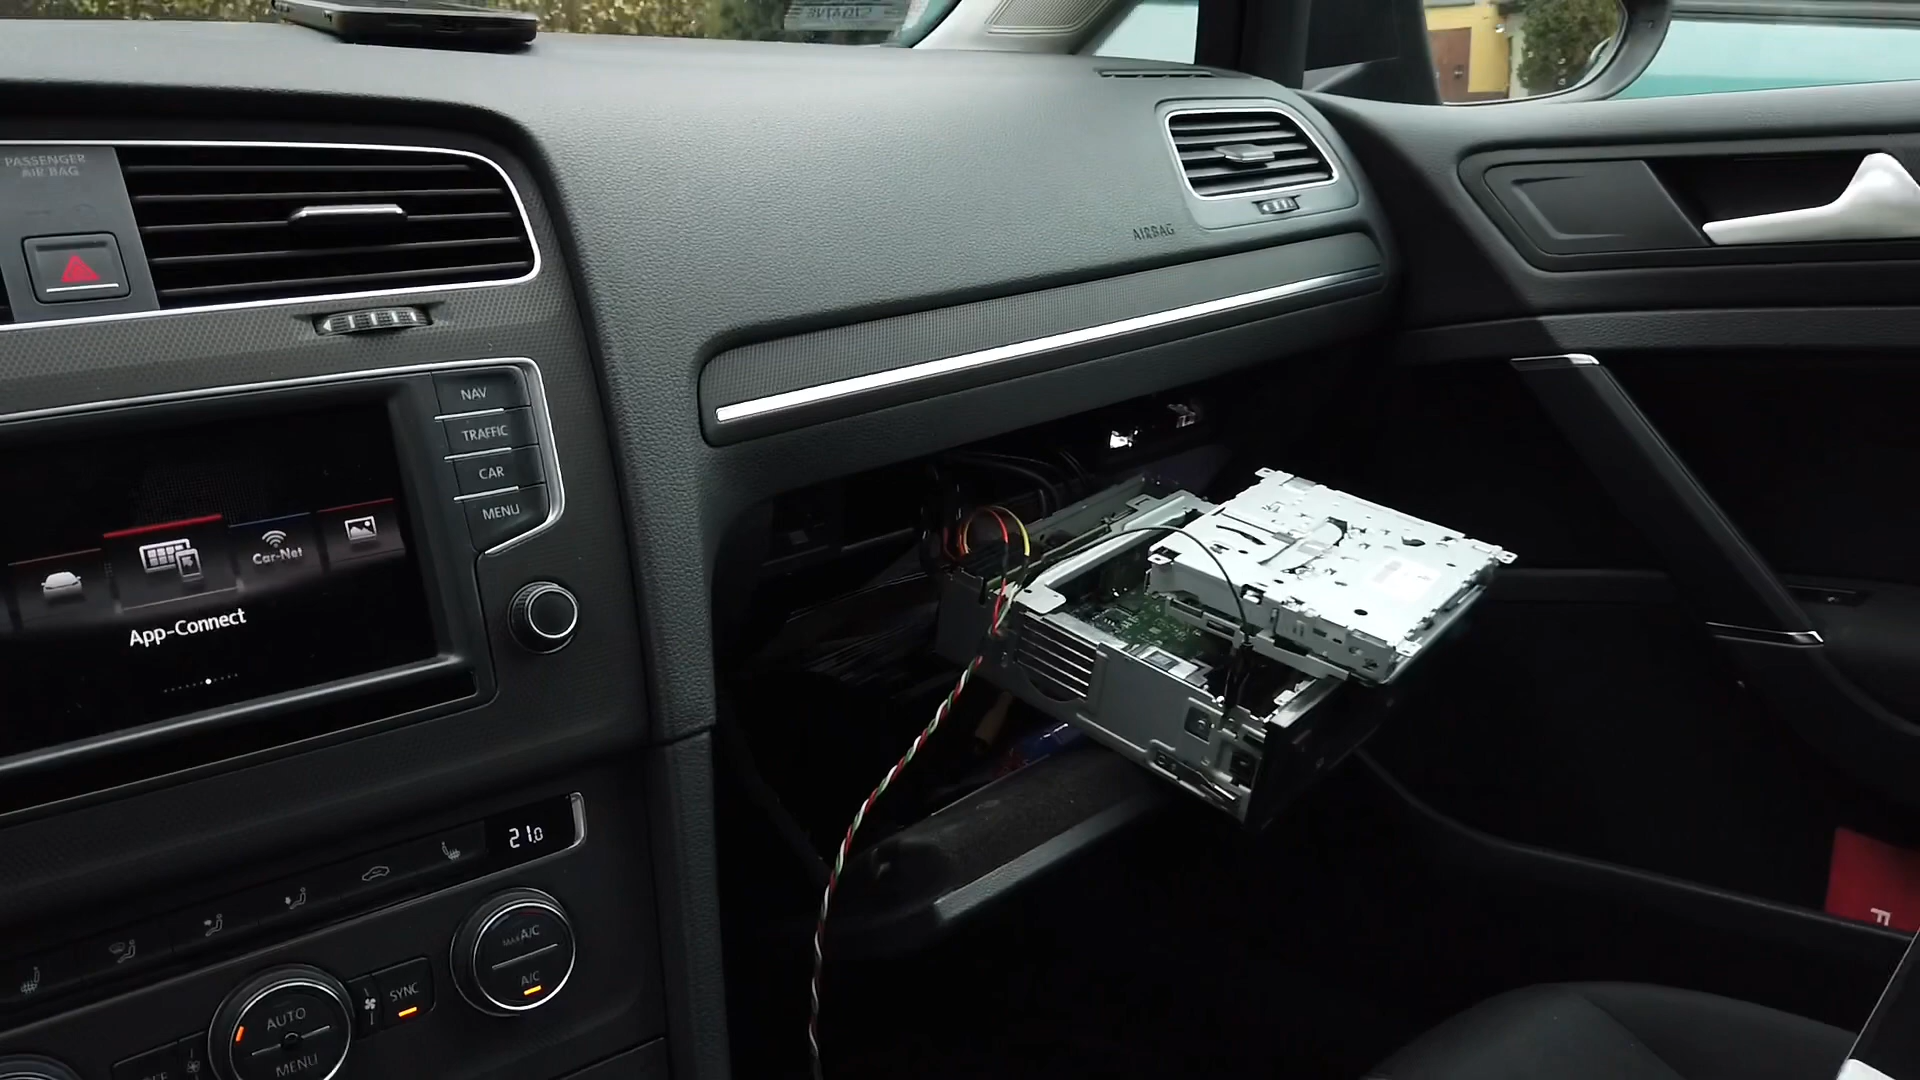 PASSENGER
AIR BAG
AIRBAG
NAV
TRAFFIC
CAR
MENU
Car-Net
App-Connect
21.0
MAX A/C
A/C
SYNC
AUTO
MENU
F